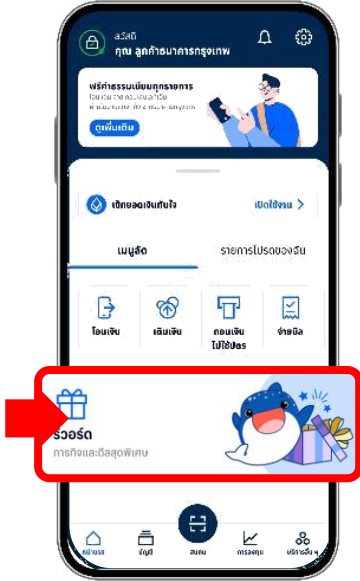 สวัสดี
คุณ ลูกค้าธนาคารกรุงเทพ
ฟรีค่าธรรมเนียมทุกรายการ
ดูเพิ่มเติม
เช็กยอดเงินทันใจ
เปิดใช้งาน >
เมนูลัด
รายการโปรดของฉัน
โอนเงิน
เติมเงิน
ถอนเงิน
ไม่ใช้บัตร
จ่ายบิล
รีวอร์ด
ภารกิจและดีลสุดพิเศษ
หน้าแรก
บัญชี
สแกน
การลงทุน
บริการอื่น ๆ